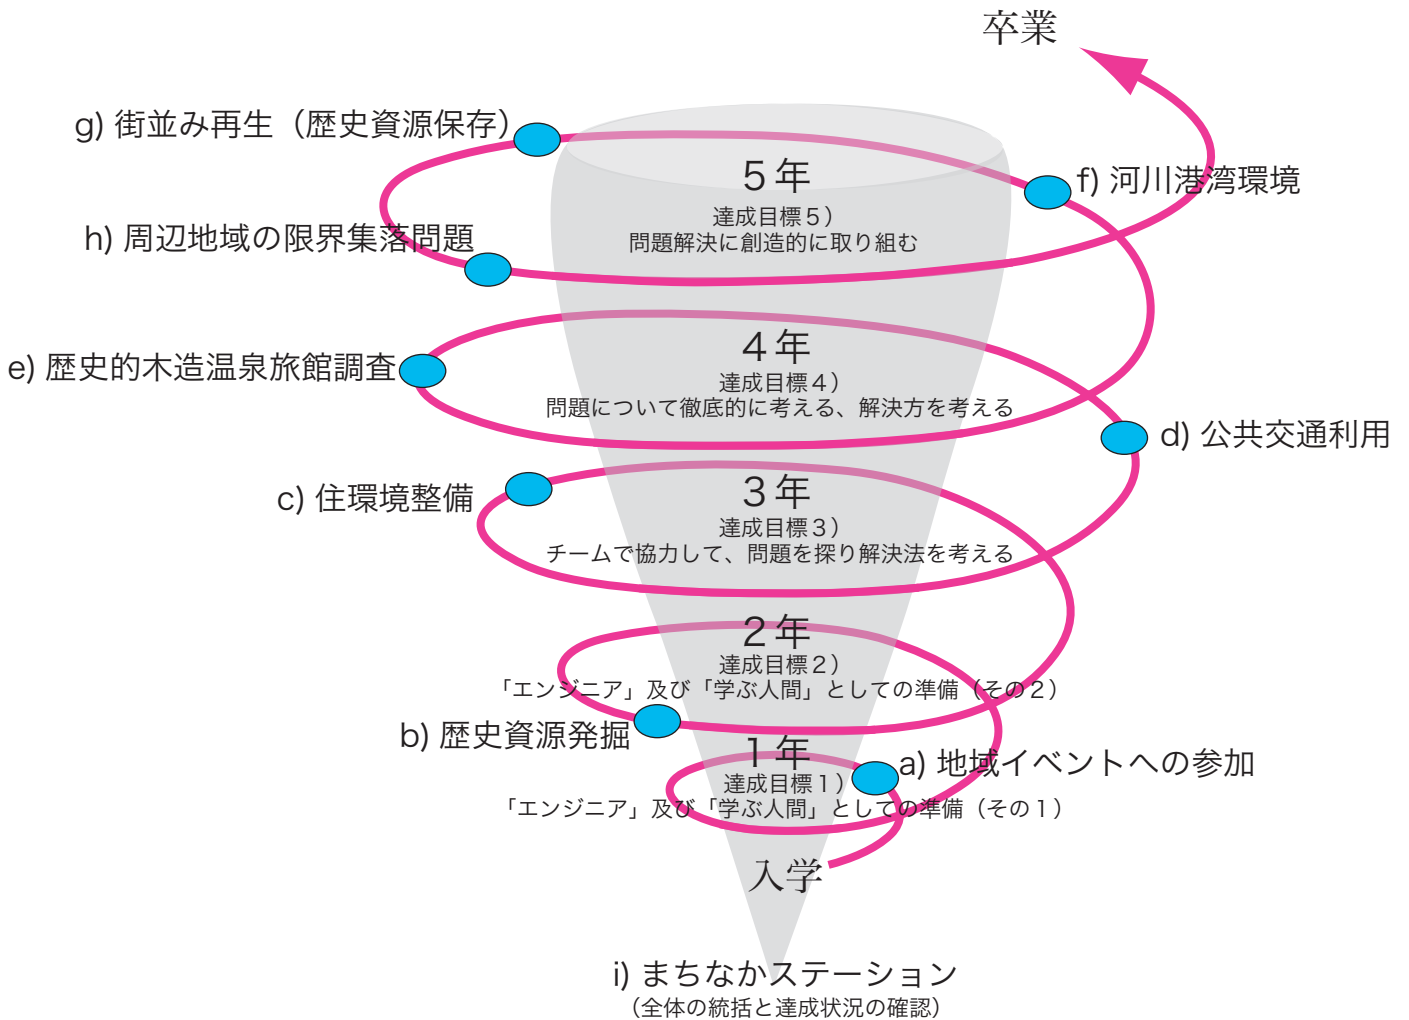 卒業
g) 街並み再生（歴史資源保存）
f) 河川港湾環境
５年
達成目標５）
問題解決に創造的に取り組む
h) 周辺地域の限界集落問題
４年
達成目標４）
問題について徹底的に考える、解決方を考える
e) 歴史的木造温泉旅館調査
d) 公共交通利用
３年
達成目標３）
チームで協力して、問題を探り解決法を考える
c) 住環境整備
２年
達成目標２）
「エンジニア」及び「学ぶ人間」としての準備（その２）
b) 歴史資源発掘
１年
達成目標１）
「エンジニア」及び「学ぶ人間」としての準備（その１）
a) 地域イベントへの参加
入学
i) まちなかステーション
（全体の統括と達成状況の確認）